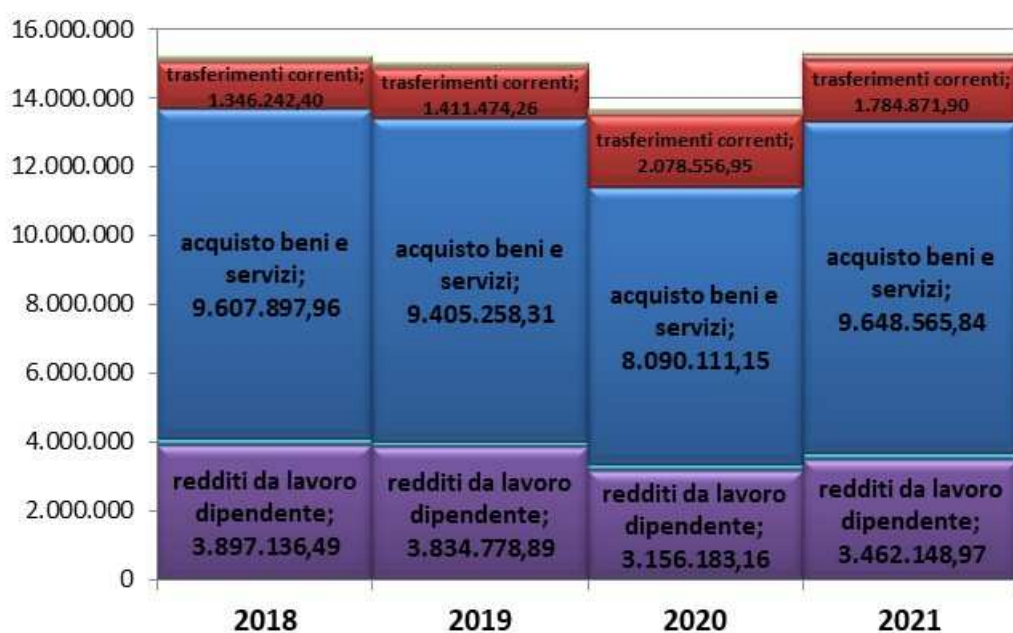 16.000.000
14.000.000
12.000.000
10.000.000
8.000.000
6.000.000
4.000.000
2.000.000
0
trasferimenti correnti;
1.346.242,40
acquisto beni e
servizi;
9.607.897,96
redditi da lavoro
dipendente;
3.897.136,49
2018
trasferimenti correnti;
1.411.474,26
acquisto beni e
servizi;
9.405.258,31
redditi da lavoro
dipendente;
3.834.778,89
2019
trasferimenti correnti;
2.078.556,95
acquisto beni e
servizi;
8.090.111,15
redditi da lavoro
dipendente;
3.156.183,16
2020
trasferimenti correnti;
1.784.871,90
acquisto beni e
servizi;
9.648.565,84
redditi da lavoro
dipendente;
3.462.148,97
2021